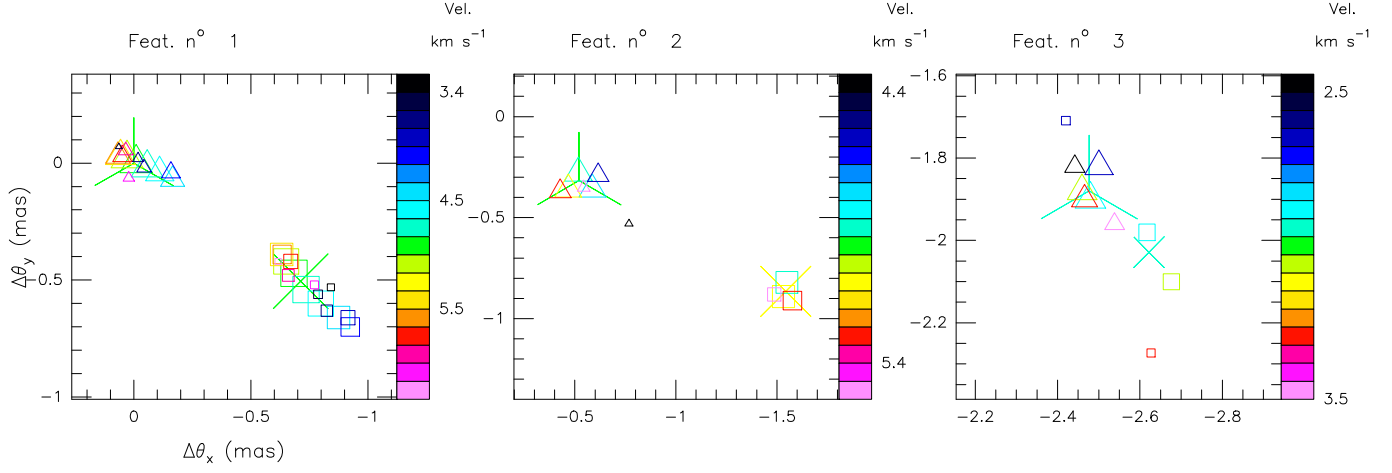 Vel.
km s⁻¹
Feat. nº 1
3.4
4.5
5.5
0
−0.5
−1
0
−0.5
−1
Δθy (mas)
Δθx (mas)
Vel.
km s⁻¹
Feat. nº 2
4.4
5.4
0
−0.5
−1
−0.5
−1
−1.5
Vel.
km s⁻¹
Feat. nº 3
2.5
3.5
−1.6
−1.8
−2
−2.2
−2.2
−2.4
−2.6
−2.8